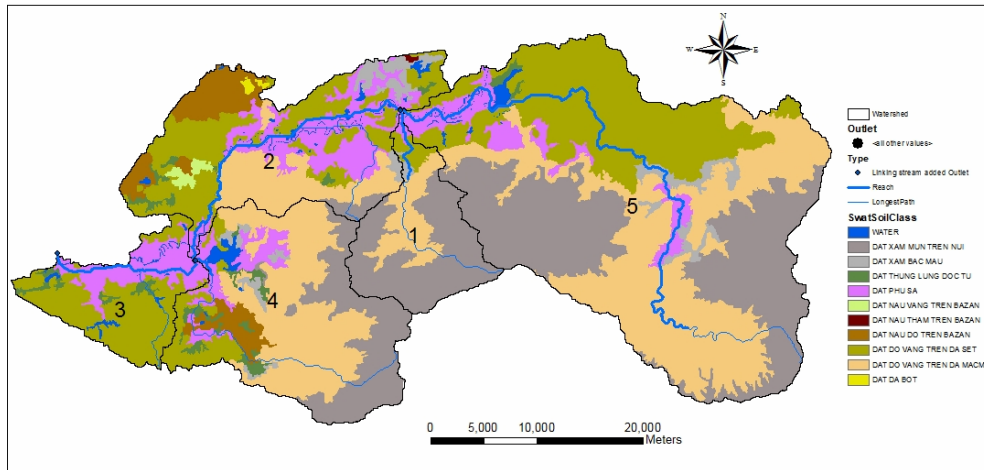 N
W
E
S
2
1
5
3
4
Watershed
Outlet
<all other values>
Type
Linking stream added Outlet
Reach
LongestPath
SwatSoilClass
WATER
DAT XAM MUN TREN NUI
DAT XAM BAC MAU
DAT THUNG LUNG DOC TU
DAT PHU SA
DAT NAU VANG TREN BAZAN
DAT NAU THAM TREN BAZAN
DAT NAU DO TREN BAZAN
DAT DO VANG TREN DA SET
DAT DO VANG TREN DA MACM
DAT DA BOT
0 5,000 10,000 20,000
Meters